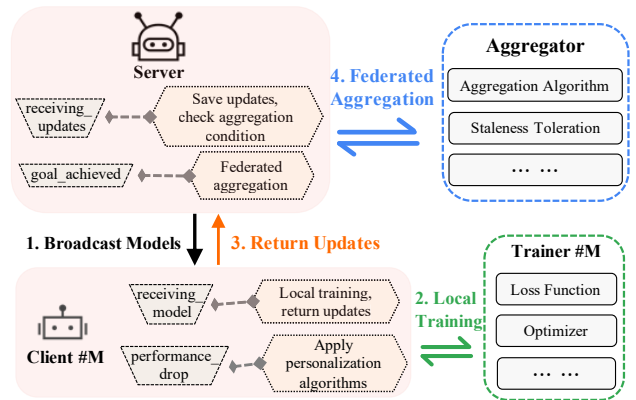 Server
receiving_
updates
Save updates,
check aggregation
condition
goal_achieved
Federated
aggregation
4. Federated
Aggregation
Aggregator
Aggregation Algorithm
Staleness Toleration
... ...
1. Broadcast Models
3. Return Updates
Client #M
receiving_
model
Local training,
return updates
performance_
drop
Apply
personalization
algorithms
2. Local
Training
Trainer #M
Loss Function
Optimizer
... ...